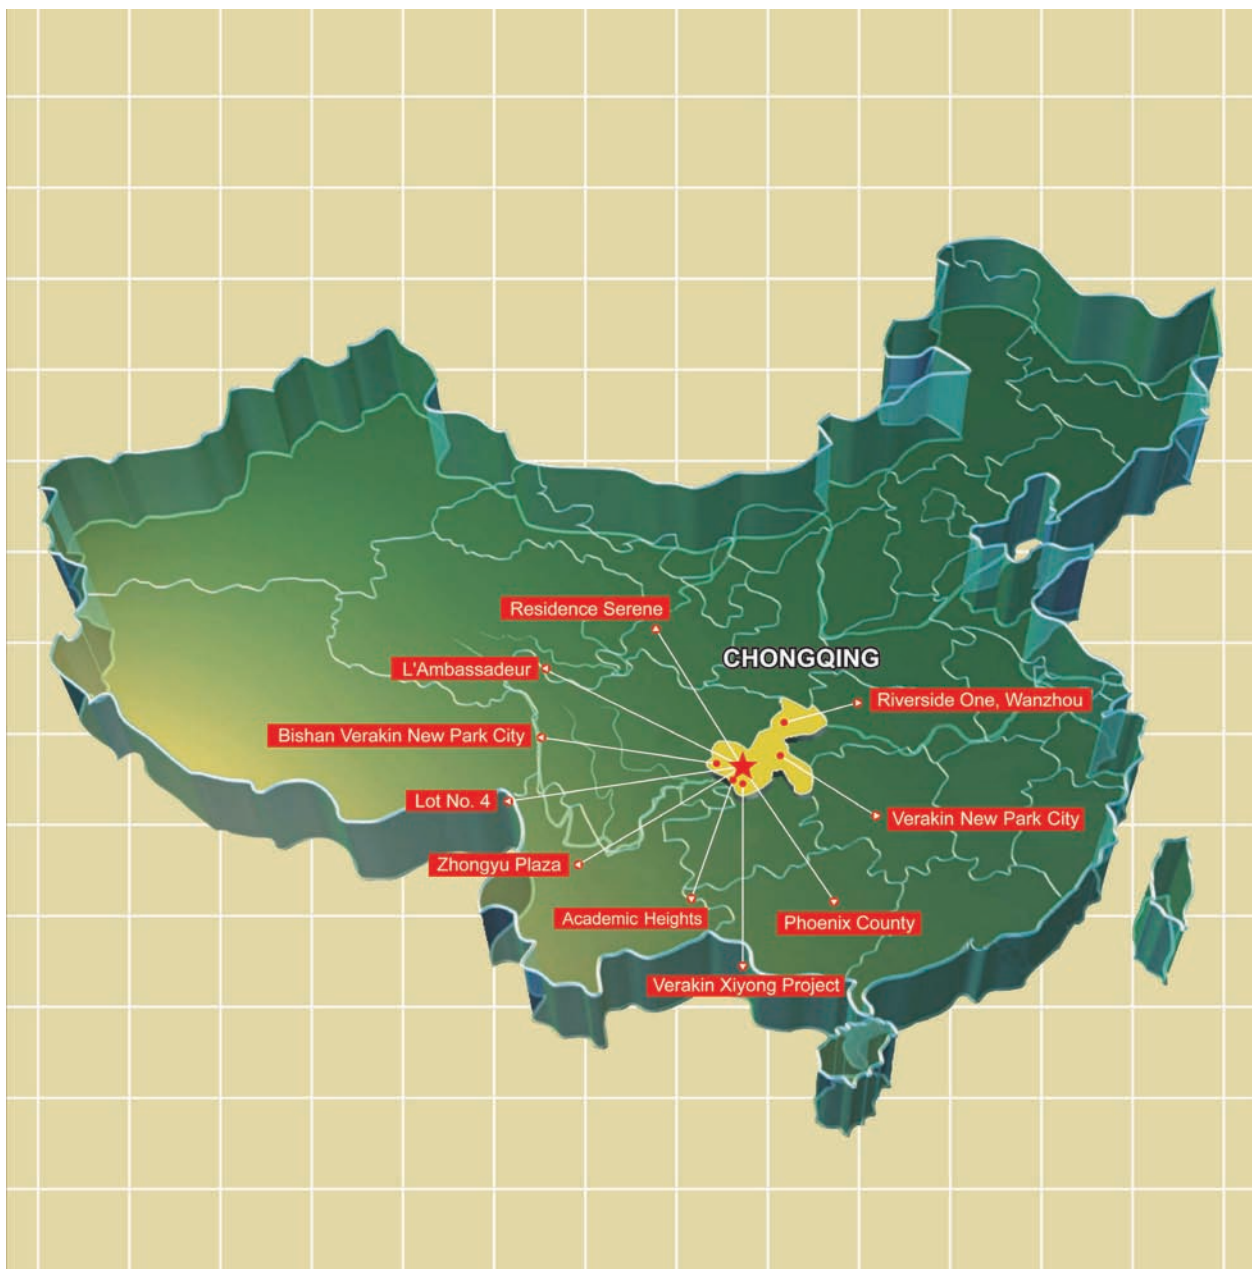 Residence Serene
CHONGQING
L'Ambassadeur
Riverside One, Wanzhou
Bishan Verakin New Park City
Lot No. 4
Verakin New Park City
Zhongyu Plaza
Academic Heights
Phoenix County
Verakin Xiyong Project